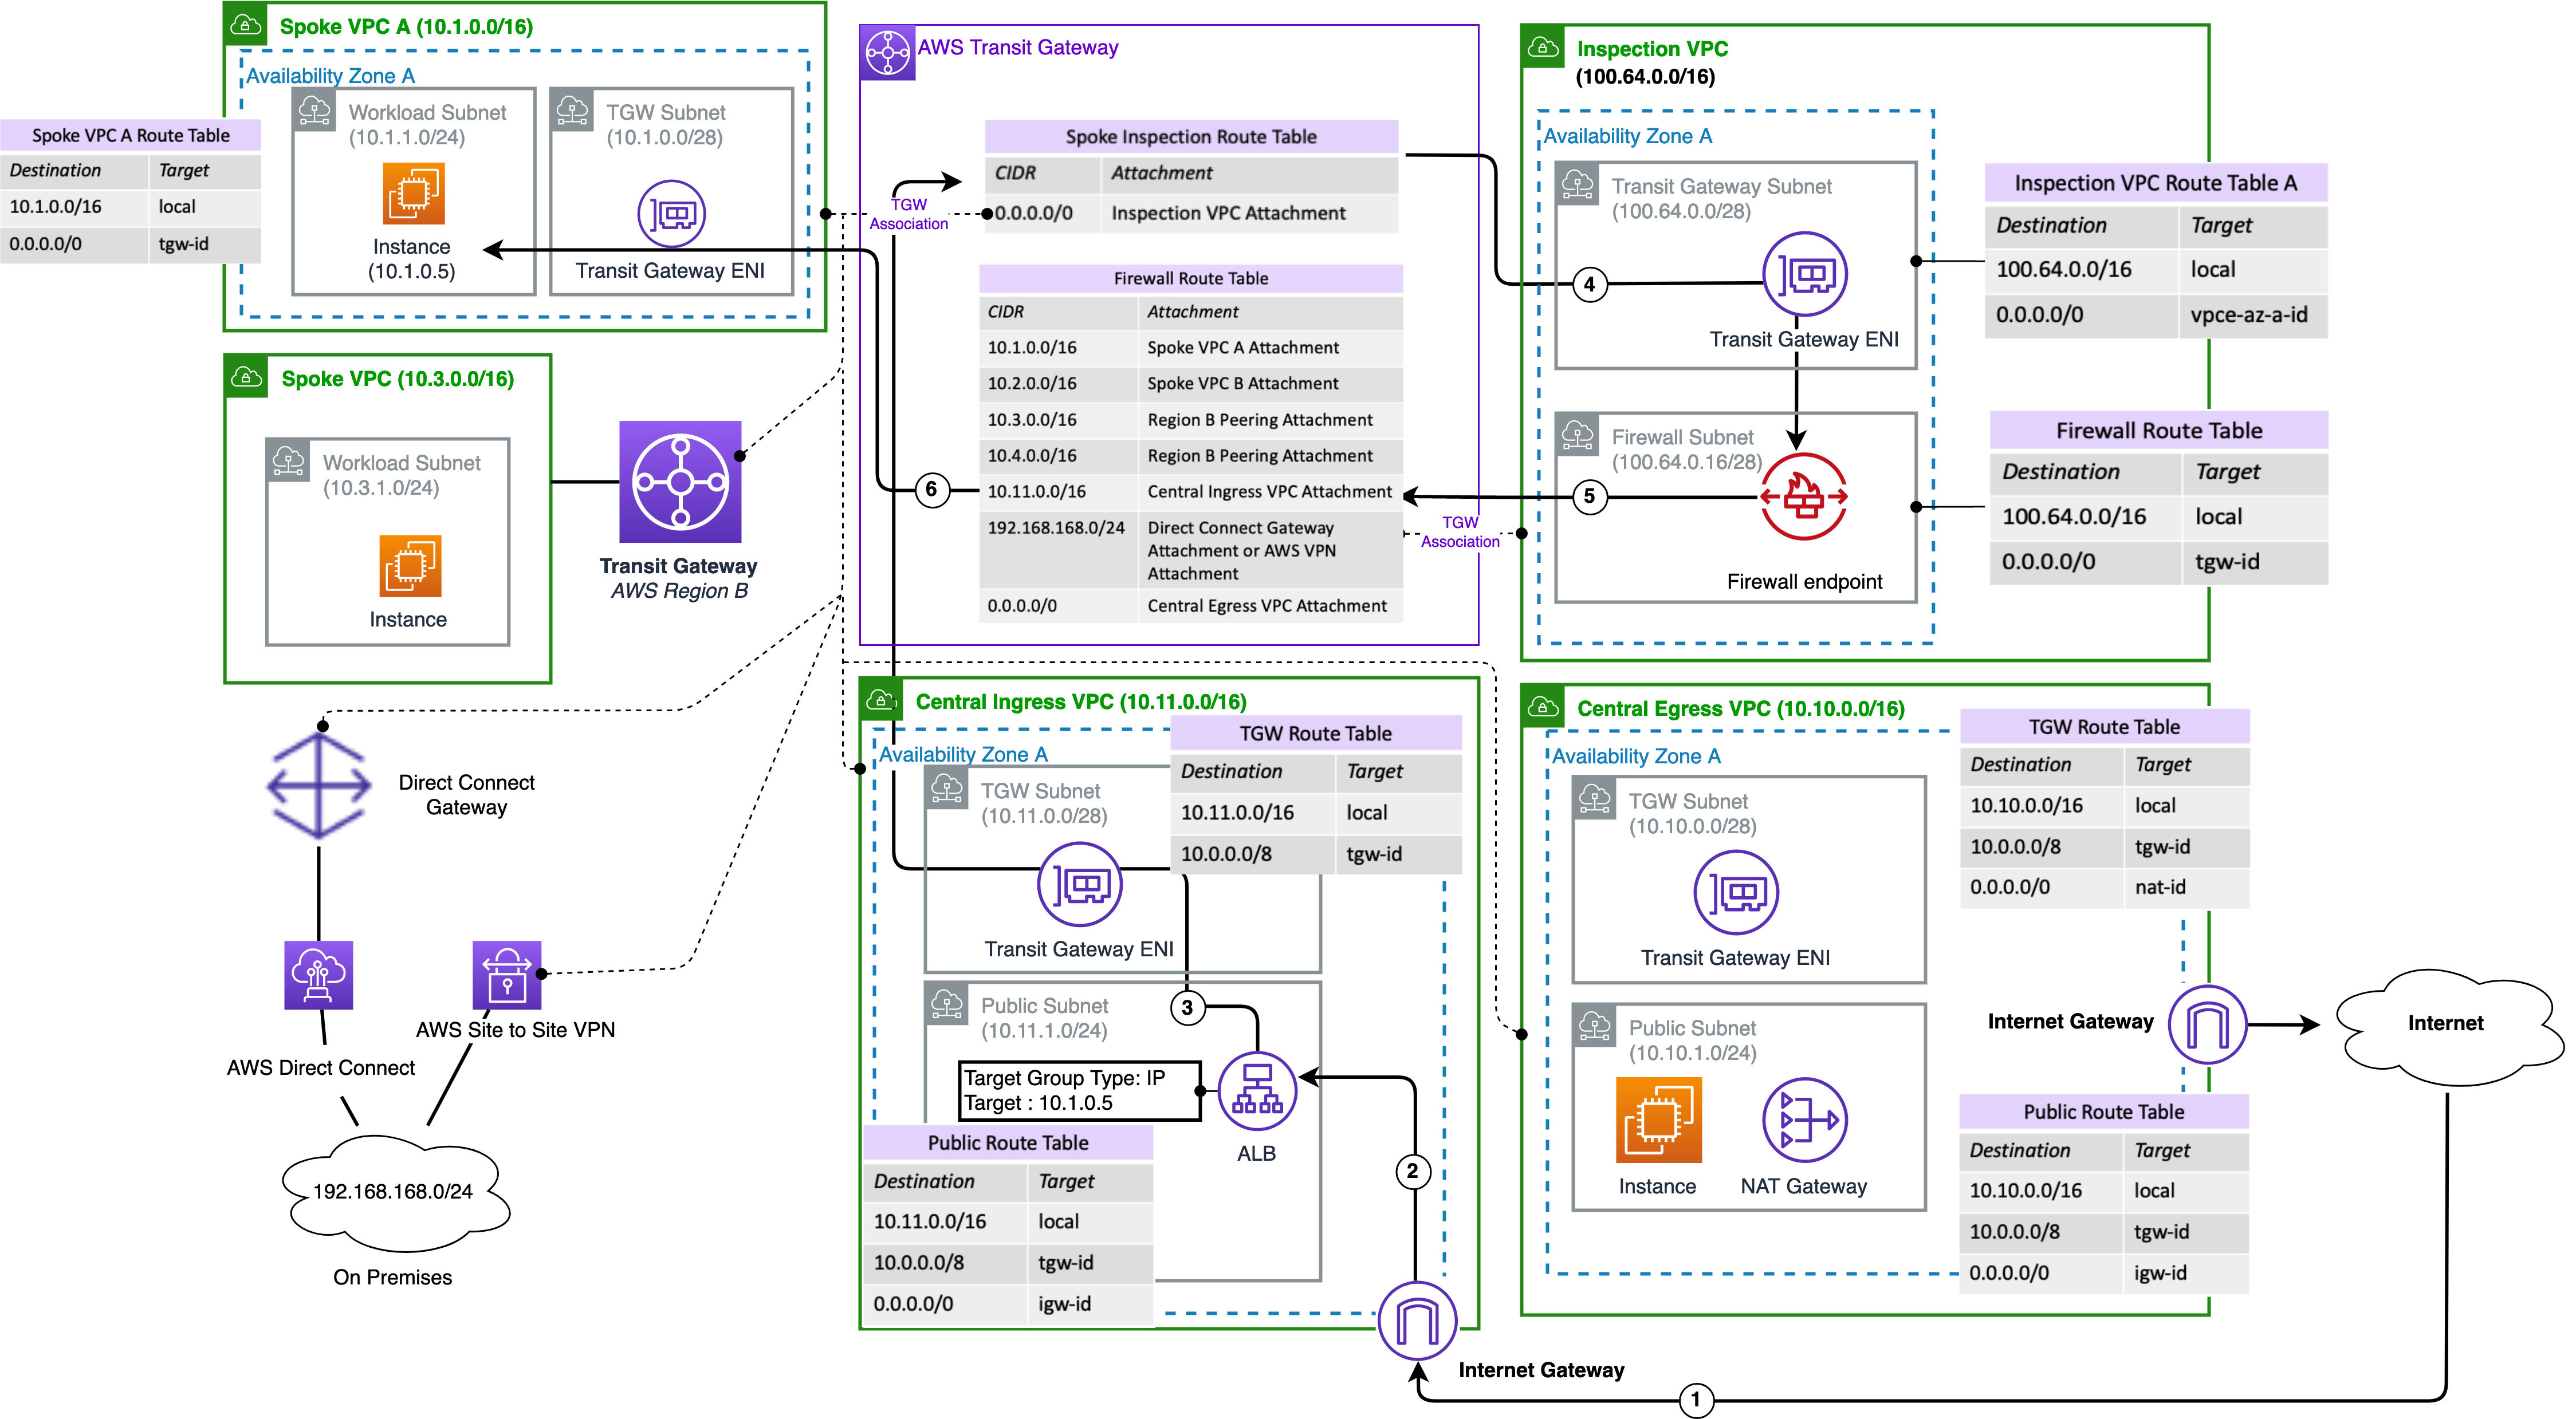 Spoke VPC A (10.1.0.0/16)
Availability Zone A
Workload Subnet
(10.1.1.0/24)
Instance
(10.1.0.5)
TGW Subnet
(10.1.0.0/28)
Transit Gateway ENI
Spoke VPC A Route Table
Destination Target
10.1.0.0/16 local
0.0.0.0/0 tgw-id
Spoke VPC (10.3.0.0/16)
Workload Subnet
(10.3.1.0/24)
Instance
Transit Gateway
AWS Region B
Direct Connect
Gateway
AWS Site to Site VPN
AWS Direct Connect
192.168.168.0/24
On Premises
AWS Transit Gateway
TGW
Association
Spoke Inspection Route Table
CIDR Attachment
0.0.0.0/0 Inspection VPC Attachment
Firewall Route Table
CIDR Attachment
10.1.0.0/16 Spoke VPC A Attachment
10.2.0.0/16 Spoke VPC B Attachment
10.3.0.0/16 Region B Peering Attachment
10.4.0.0/16 Region B Peering Attachment
10.11.0.0/16 Central Ingress VPC Attachment
192.168.168.0/24 Direct Connect Gateway
Attachment or AWS VPN
Attachment
0.0.0.0/0 Central Egress VPC Attachment
6
TGW
Association
Inspection VPC
(100.64.0.0/16)
Availability Zone A
Transit Gateway Subnet
(100.64.0.0/28)
4
Transit Gateway ENI
Firewall Subnet
(100.64.0.16/28)
5
Firewall endpoint
Inspection VPC Route Table A
Destination Target
100.64.0.0/16 local
0.0.0.0/0 vpce-az-a-id
Firewall Route Table
Destination Target
100.64.0.0/16 local
0.0.0.0/0 tgw-id
Central Ingress VPC (10.11.0.0/16)
Availability Zone A
TGW Subnet
(10.11.0.0/28)
Transit Gateway ENI
TGW Route Table
Destination Target
10.11.0.0/16 local
10.0.0.0/8 tgw-id
Public Subnet
(10.11.1.0/24)
3
Target Group Type: IP
Target : 10.1.0.5
ALB
2
Public Route Table
Destination Target
10.11.0.0/16 local
10.0.0.0/8 tgw-id
0.0.0.0/0 igw-id
Internet Gateway
1
Central Egress VPC (10.10.0.0/16)
Availability Zone A
TGW Subnet
(10.10.0.0/28)
Transit Gateway ENI
TGW Route Table
Destination Target
10.10.0.0/16 local
10.0.0.0/8 tgw-id
0.0.0.0/0 nat-id
Public Subnet
(10.10.1.0/24)
Instance
NAT Gateway
Internet Gateway
Internet
Public Route Table
Destination Target
10.10.0.0/16 local
10.0.0.0/8 tgw-id
0.0.0.0/0 igw-id